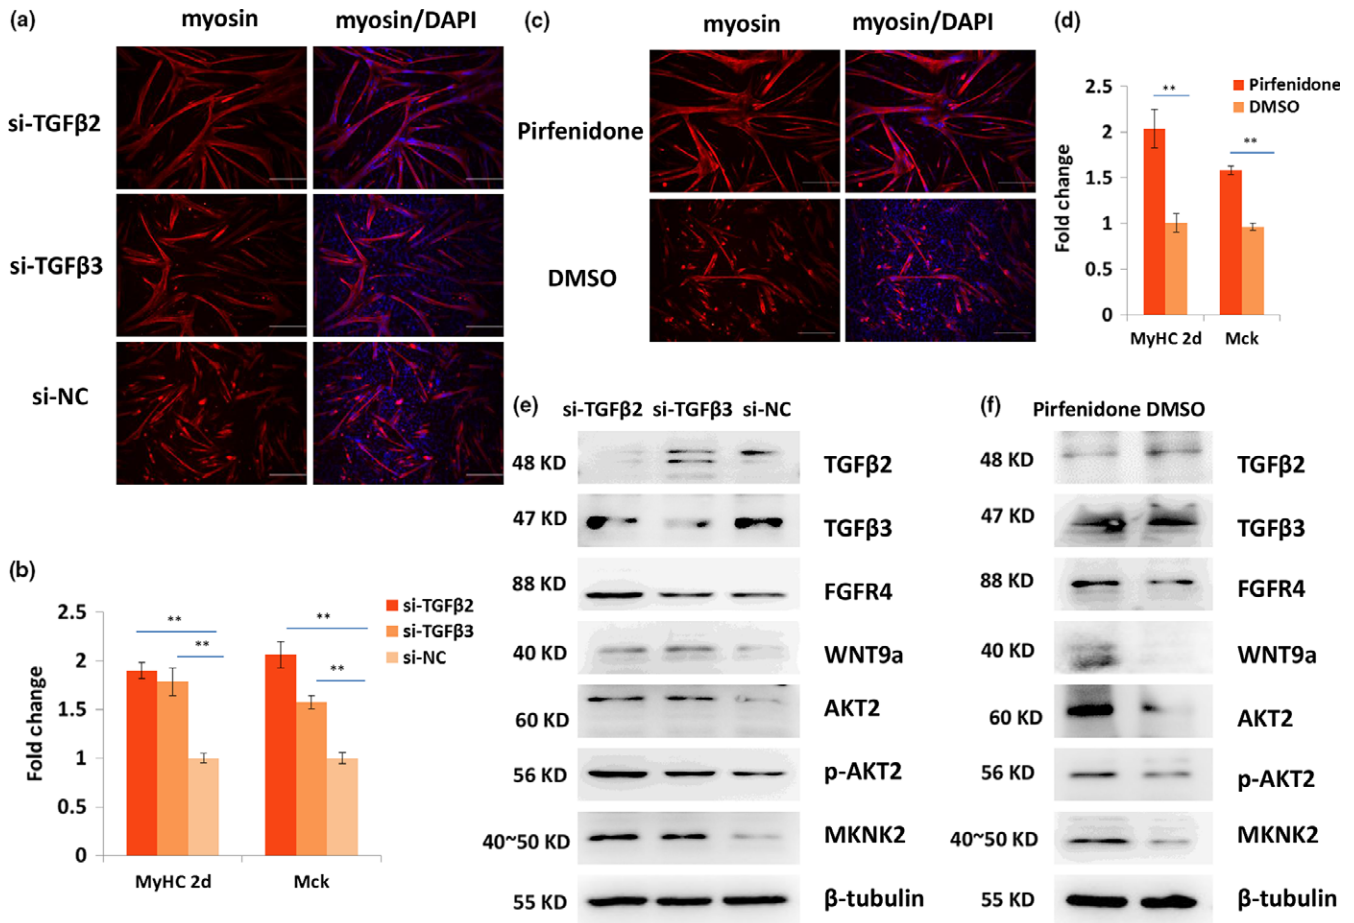 (a)
myosin
myosin/DAPI
si-TGFβ2
si-TGFβ3
si-NC
(b)
2.5
2
1.5
1
0.5
0
Fold change
**
**
**
**
si-TGFβ2
si-TGFβ3
si-NC
MyHC 2d
Mck
(c)
myosin
myosin/DAPI
Pirfenidone
DMSO
(d)
2.5
2
1.5
1
0.5
0
Fold change
**
**
Pirfenidone
DMSO
MyHC 2d
Mck
(e)
si-TGFβ2 si-TGFβ3 si-NC
48 KD TGFβ2
47 KD TGFβ3
88 KD FGFR4
40 KD WNT9a
60 KD AKT2
56 KD p-AKT2
40~50 KD MKNK2
55 KD β-tubulin
(f)
Pirfenidone DMSO
48 KD TGFβ2
47 KD TGFβ3
88 KD FGFR4
40 KD WNT9a
60 KD AKT2
56 KD p-AKT2
40~50 KD MKNK2
55 KD β-tubulin